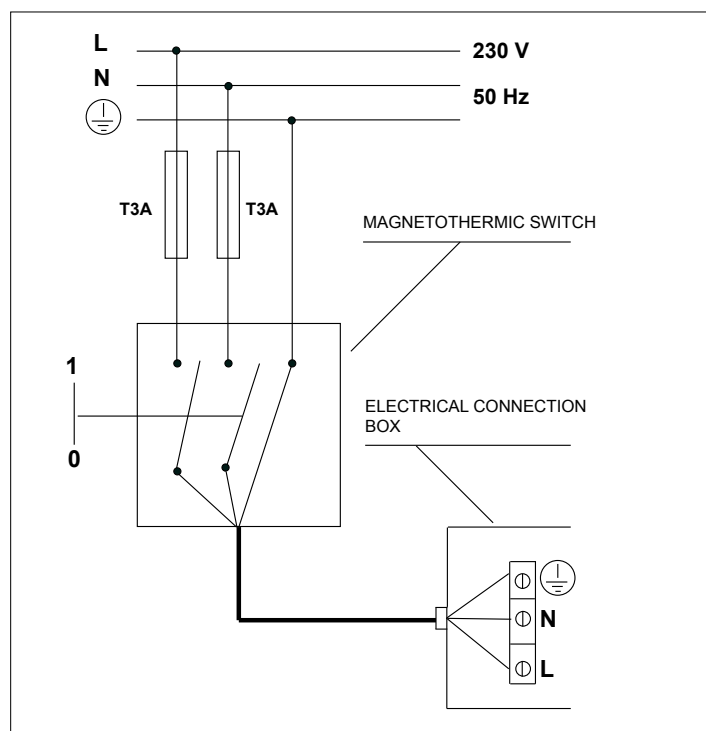 L
230 V
N
50 Hz
T3A
T3A
MAGNETOTHERMIC SWITCH
1
0
ELECTRICAL CONNECTION
BOX
N
L